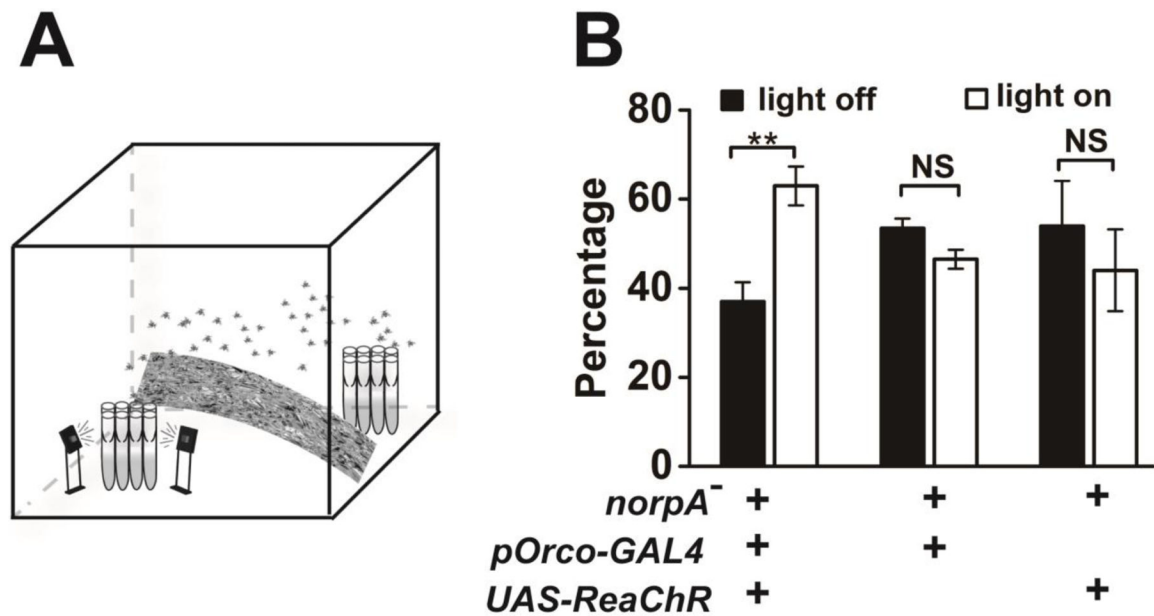 A
B
light off
light on
80
60
40
20
0
Percentage
**
NS
NS
norpA⁻ + + +
pOrco-GAL4 + +
UAS-ReaChR + +